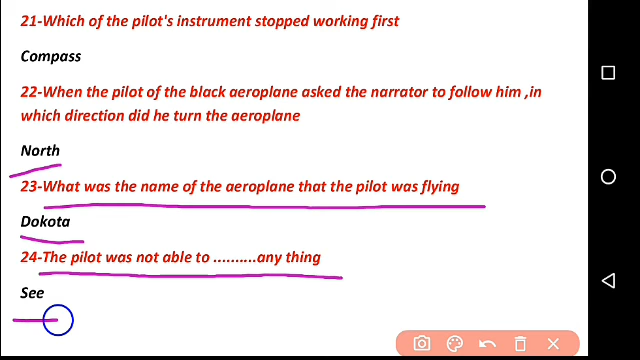 21-Which of the pilot's instrument stopped working first
Compass
22-When the pilot of the black aeroplane asked the narrator to follow him ,in
which direction did he turn the aeroplane
North
23-What was the name of the aeroplane that the pilot was flying
Dokota
24-The pilot was not able to ..........any thing
See